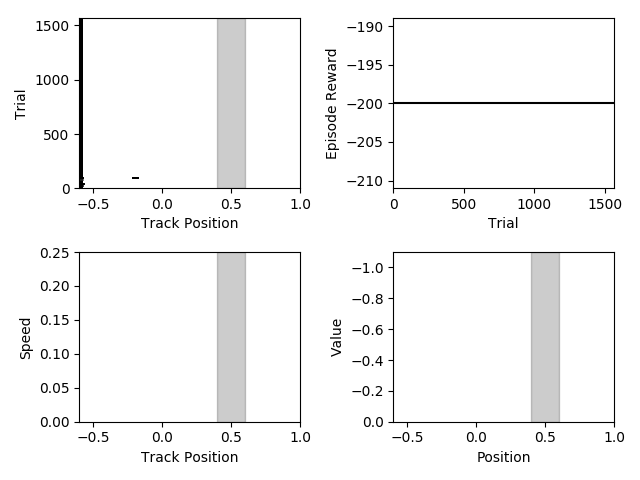 1500
1000
500
0
Trial
−0.5 0.0 0.5 1.0
Track Position
−190
−195
−200
−205
−210
Episode Reward
0 500 1000 1500
Trial
0.25
0.20
0.15
0.10
0.05
0.00
Speed
−0.5 0.0 0.5 1.0
Track Position
−1.0
−0.8
−0.6
−0.4
−0.2
0.0
Value
−0.5 0.0 0.5 1.0
Position